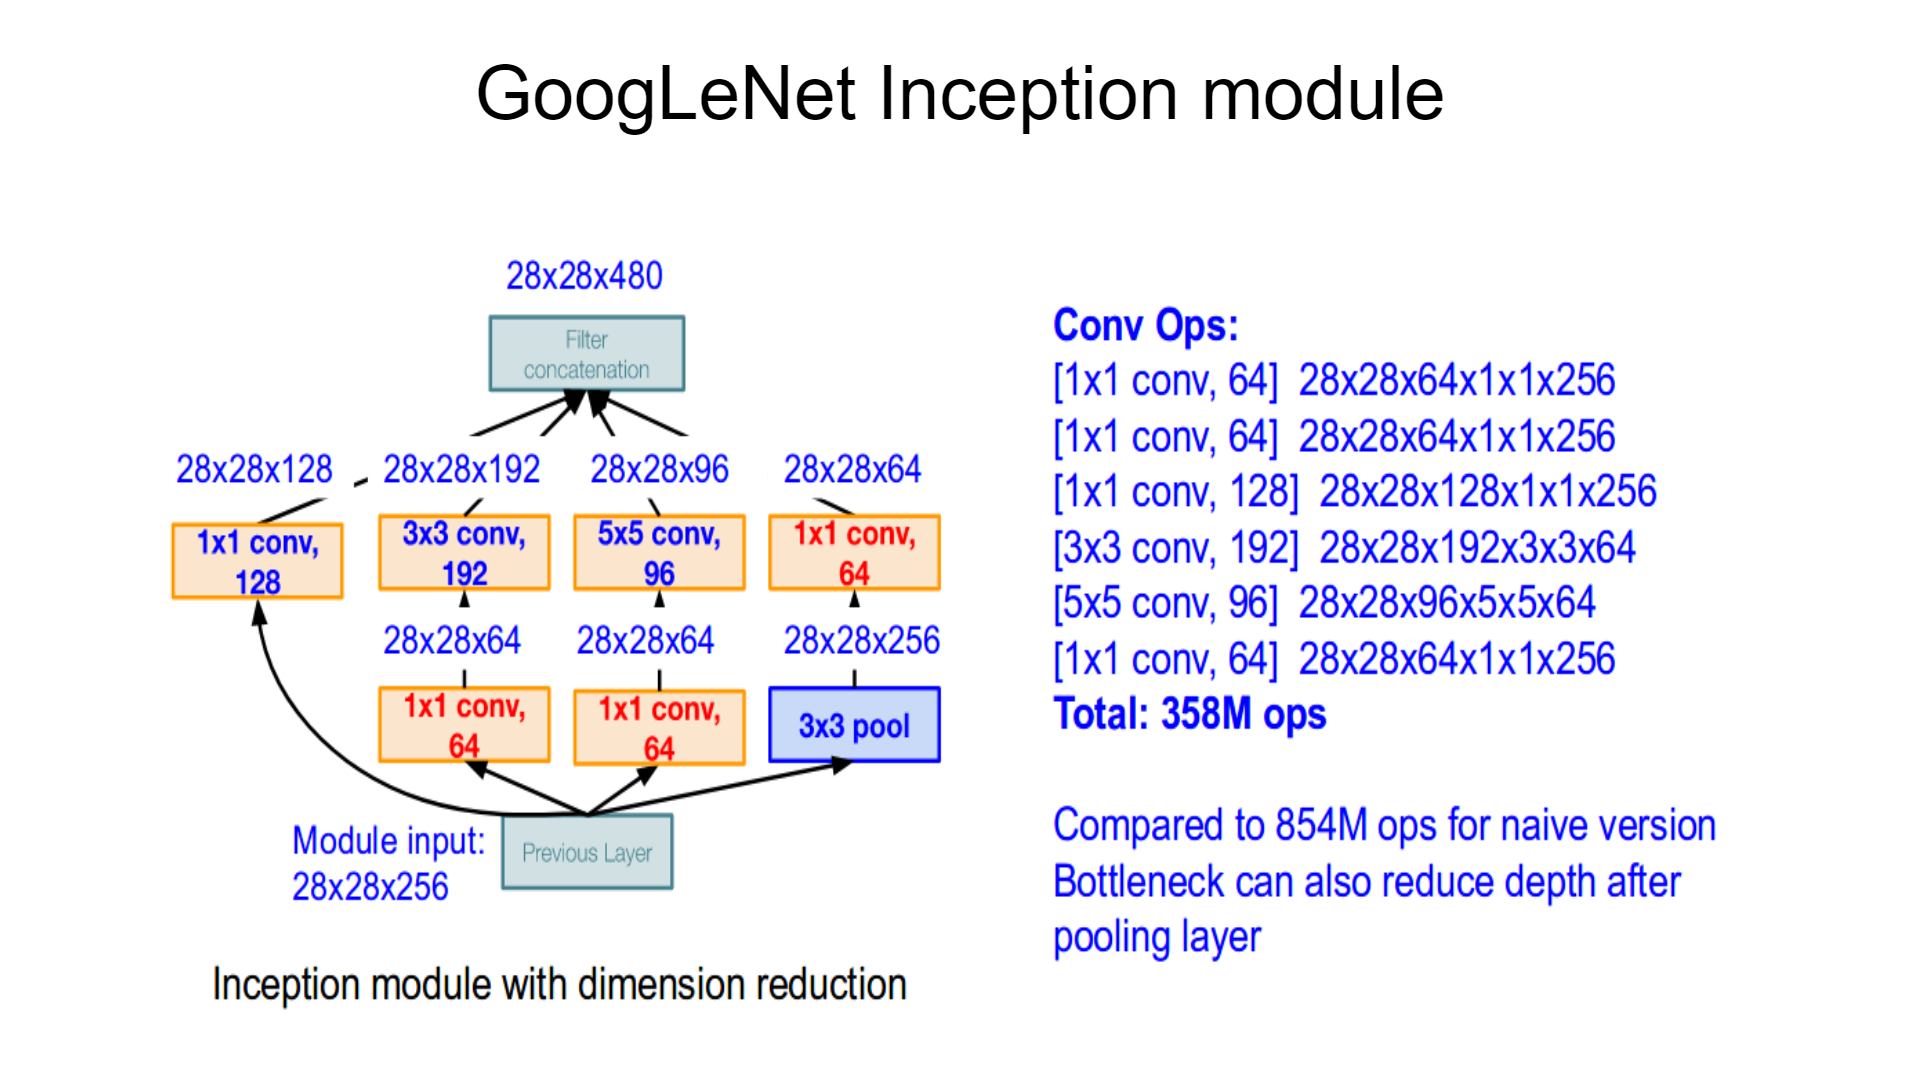 GoogLeNet Inception module
28x28x480
Filter
concatenation
28x28x128
28x28x192
28x28x96
28x28x64
1x1 conv,
128
3x3 conv,
192
5x5 conv,
96
1x1 conv,
64
28x28x64
28x28x64
28x28x256
1x1 conv,
64
1x1 conv,
64
3x3 pool
Module input:
28x28x256
Previous Layer
Inception module with dimension reduction
Conv Ops:
[1x1 conv, 64] 28x28x64x1x1x256
[1x1 conv, 64] 28x28x64x1x1x256
[1x1 conv, 128] 28x28x128x1x1x256
[3x3 conv, 192] 28x28x192x3x3x64
[5x5 conv, 96] 28x28x96x5x5x64
[1x1 conv, 64] 28x28x64x1x1x256
Total: 358M ops
Compared to 854M ops for naive version
Bottleneck can also reduce depth after
pooling layer